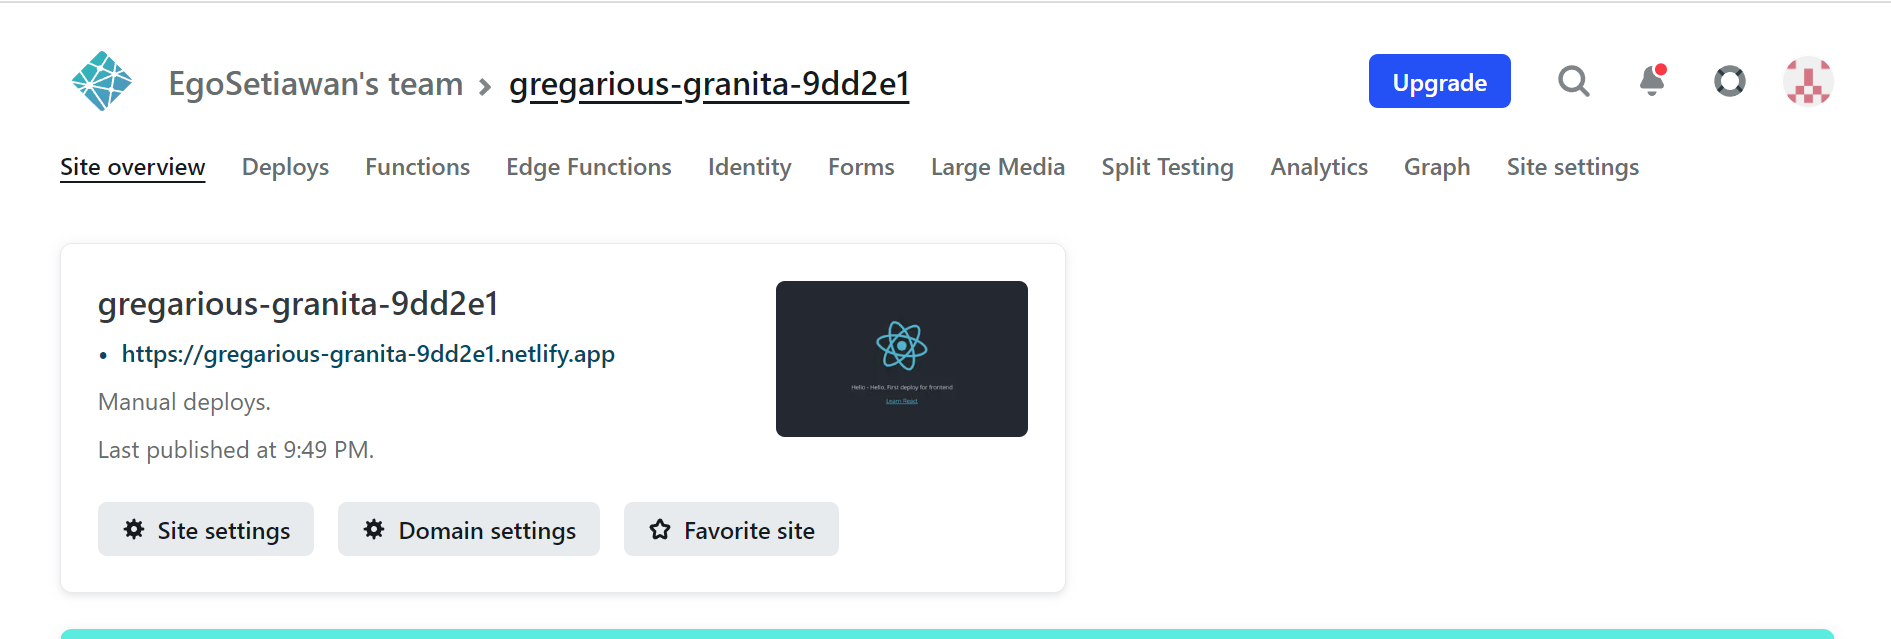 EgoSetiawan's team > gregarious-granita-9dd2e1
Upgrade
Site overview Deploys Functions Edge Functions Identity Forms Large Media Split Testing Analytics Graph Site settings
gregarious-granita-9dd2e1
• https://gregarious-granita-9dd2e1.netlify.app
Manual deploys.
Last published at 9:49 PM.
Hello - Hello, First deploy for frontend
Learn React
Site settings Domain settings Favorite site